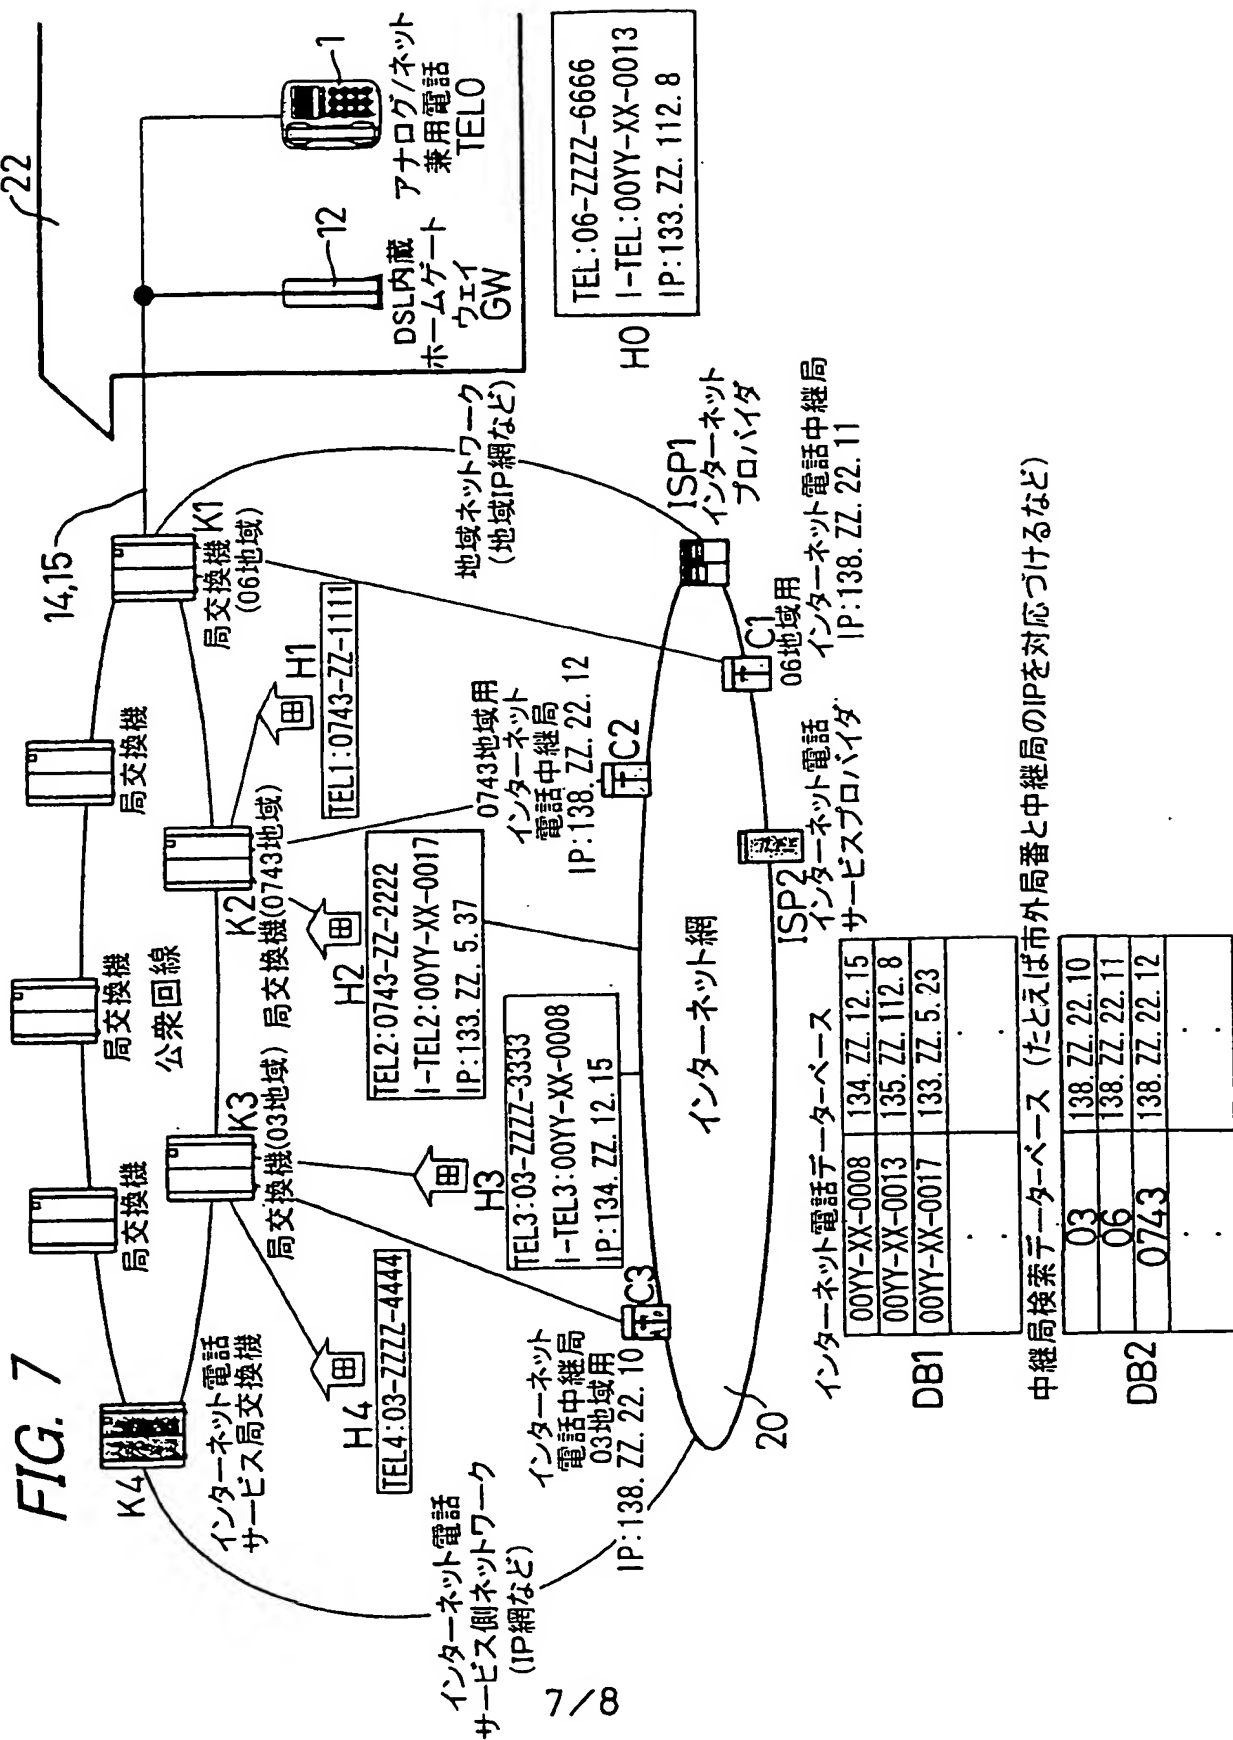 FIG. 7
22
14,15
1
アナログ/ネット
兼用電話
TEL0
12
DSL内蔵
ホームゲート
ウェイ
GW
TEL:06-ZZZZ-6666
I-TEL:00YY-XX-0013
IP:133.ZZ.112.8
H0
K4
インターネット電話
サービス局交換機
局交換機
局交換機
局交換機
公衆回線
K1
局交換機
(06地域)
K2
局交換機(0743地域)
K3
局交換機(03地域)
H1
TEL1:0743-ZZ-1111
H2
TEL2:0743-ZZ-2222
I-TEL2:00YY-XX-0017
IP:133.ZZ.5.37
H3
TEL3:03-ZZZZ-3333
I-TEL3:00YY-XX-0008
IP:134.ZZ.12.15
H4
TEL4:03-ZZZZ-4444
地域ネットワーク
(地域IP網など)
0743地域用
インターネット
電話中継局
IP:138.ZZ.22.12
C2
インターネット電話
サービス側ネットワーク
(IP網など)
インターネット
電話中継局
03地域用
IP:138.ZZ.22.10
C3
ISP1
インターネット
プロバイダ
C1
06地域用
インターネット電話中継局
IP:138.ZZ.22.11
インターネット網
20
ISP2
インターネット電話
サービスプロバイダ
インターネット電話データーベース
DB1
00YY-XX-0008 134.ZZ.12.15
00YY-XX-0013 135.ZZ.112.8
00YY-XX-0017 133.ZZ.5.23
. .
. .
中継局検索データーベース (たとえば市外局番と中継局のIPを対応づけるなど)
DB2
03 138.ZZ.22.10
06 138.ZZ.22.11
0743 138.ZZ.22.12
. .
. .
7/8